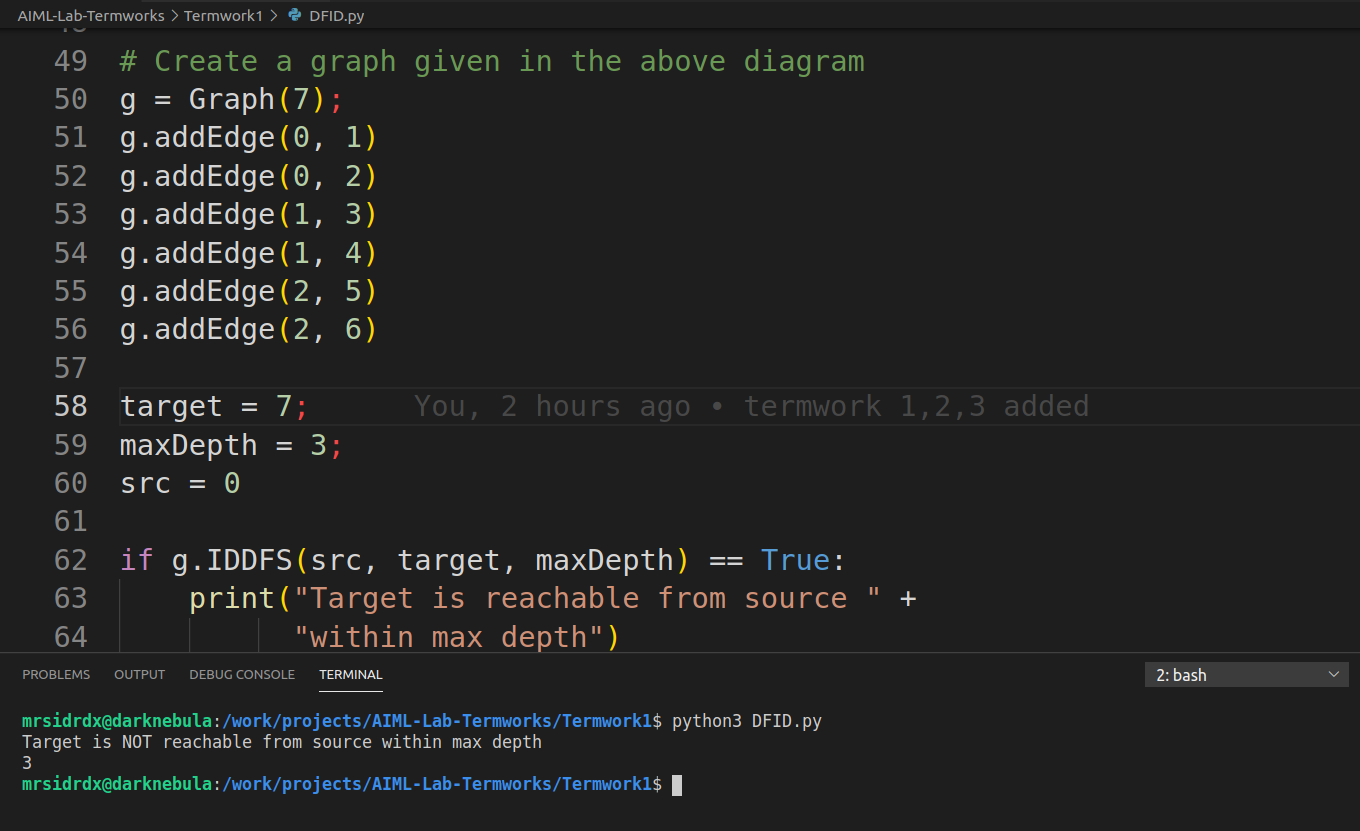 AIML-Lab-Termworks > Termwork1 > DFID.py
49 # Create a graph given in the above diagram
50 g = Graph(7);
51 g.addEdge(0, 1)
52 g.addEdge(0, 2)
53 g.addEdge(1, 3)
54 g.addEdge(1, 4)
55 g.addEdge(2, 5)
56 g.addEdge(2, 6)
57
58 target = 7; You, 2 hours ago • termwork 1,2,3 added
59 maxDepth = 3;
60 src = 0
61
62 if g.IDDFS(src, target, maxDepth) == True:
63 print("Target is reachable from source " +
64 "within max depth")
PROBLEMS OUTPUT DEBUG CONSOLE TERMINAL 2: bash
mrsidrdx@darknebula:/work/projects/AIML-Lab-Termworks/Termwork1$ python3 DFID.py
Target is NOT reachable from source within max depth
3
mrsidrdx@darknebula:/work/projects/AIML-Lab-Termworks/Termwork1$